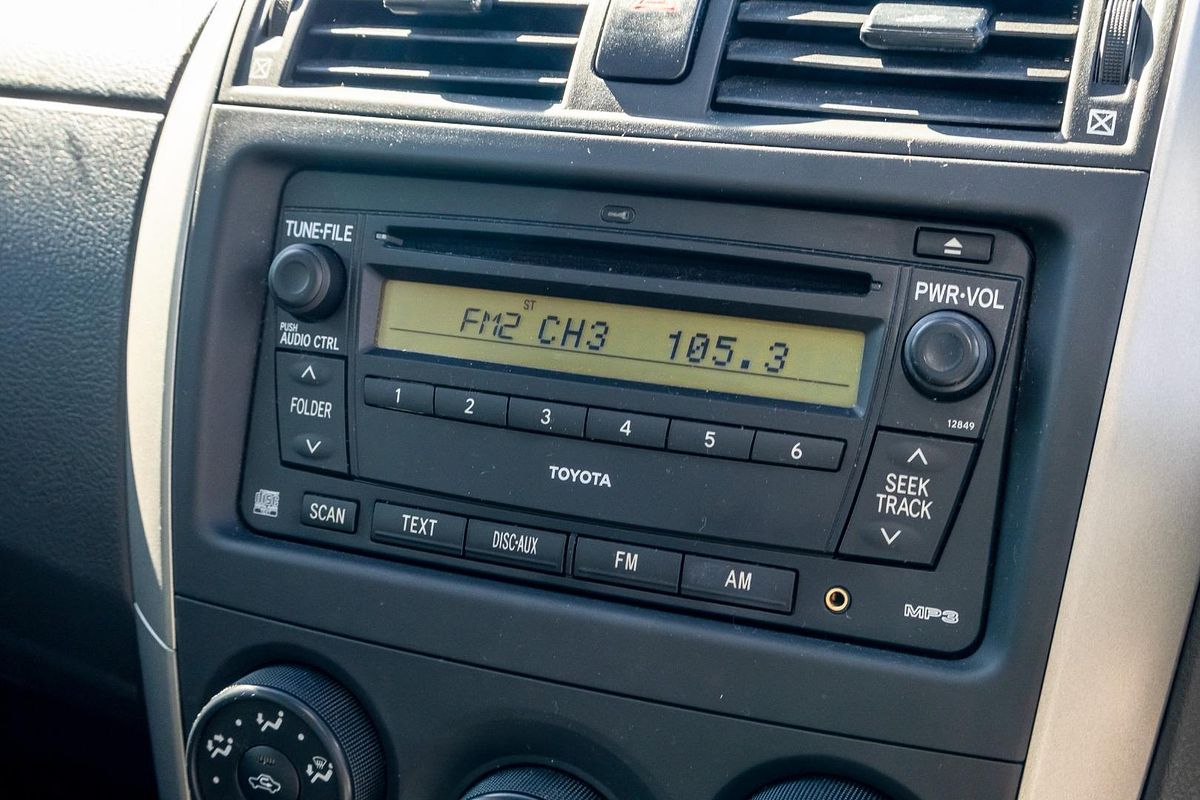 TUNE•FILE
PUSH
AUDIO CTRL
PWR•VOL
ST
FM2 CH3 105.3
12849
FOLDER
1 2 3 4 5 6
TOYOTA
SEEK
TRACK
SCAN
TEXT
DISC•AUX
FM
AM
MP3